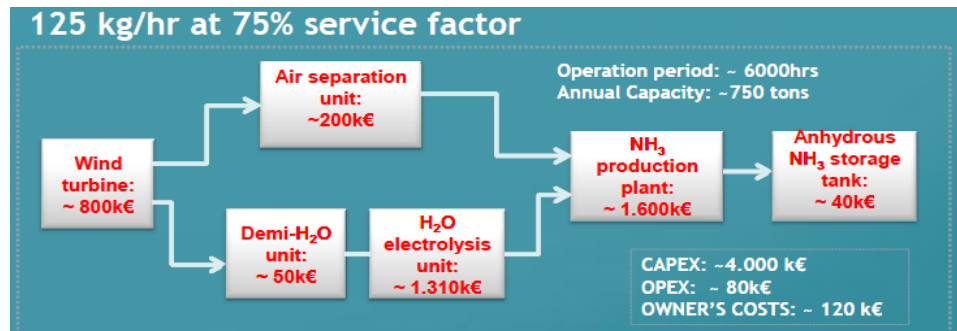 125 kg/hr at 75% service factor
Operation period: ~ 6000hrs
Annual Capacity: ~750 tons
Air separation
unit:
~200k€
Wind
turbine:
~ 800k€
Demi-H₂O
unit:
~ 50k€
H₂O
electrolysis
unit:
~ 1.310k€
NH₃
production
plant:
~ 1.600k€
Anhydrous
NH₃ storage
tank:
~ 40k€
CAPEX: ~4.000 k€
OPEX: ~ 80k€
OWNER'S COSTS: ~ 120 k€